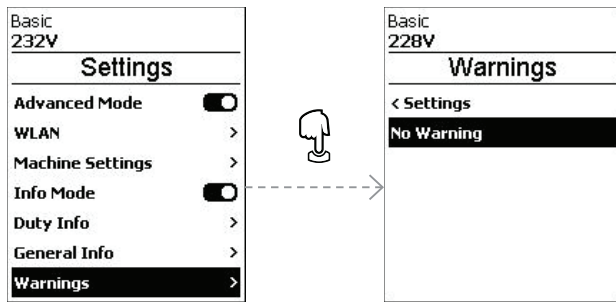 Basic
232V
Settings
Advanced Mode
WLAN >
Machine Settings >
Info Mode
Duty Info >
General Info >
Warnings >
Basic
228V
Warnings
< Settings
No Warning